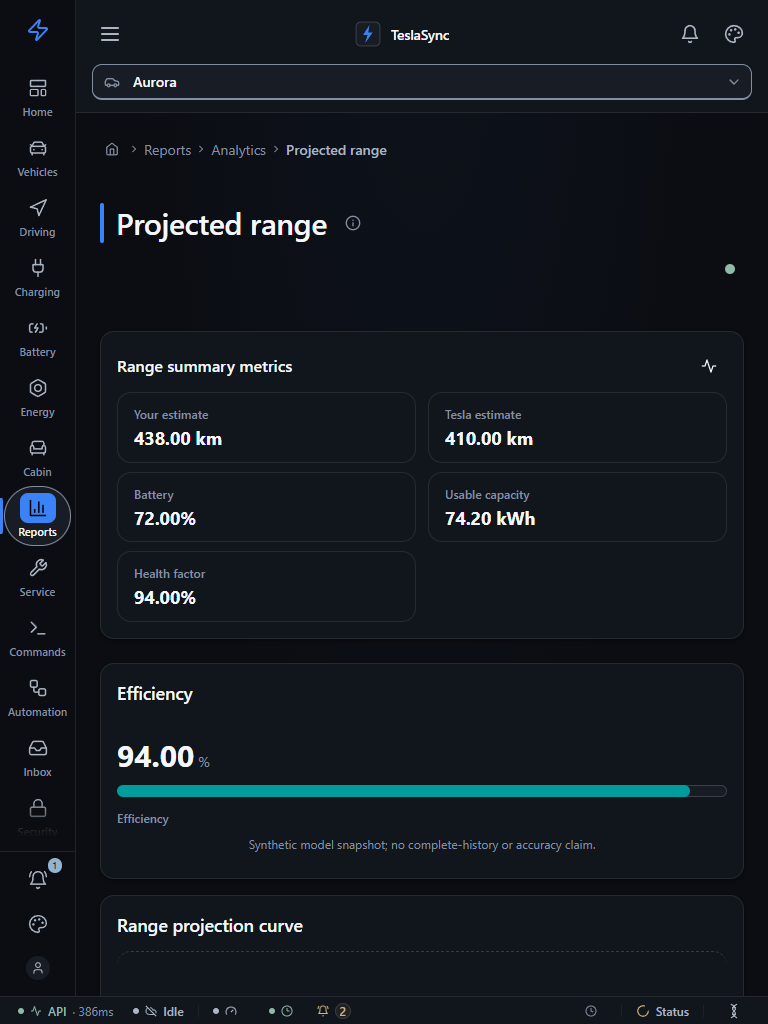 TeslaSync
Aurora
Home
Vehicles
Driving
Charging
Battery
Energy
Cabin
Reports
Service
Commands
Automation
Inbox
Security
1
Reports > Analytics > Projected range
Projected range
Range summary metrics
Your estimate
438.00 km
Tesla estimate
410.00 km
Battery
72.00%
Usable capacity
74.20 kWh
Health factor
94.00%
Efficiency
94.00 %
Efficiency
Synthetic model snapshot; no complete-history or accuracy claim.
Range projection curve
API · 386ms
Idle
2
Status